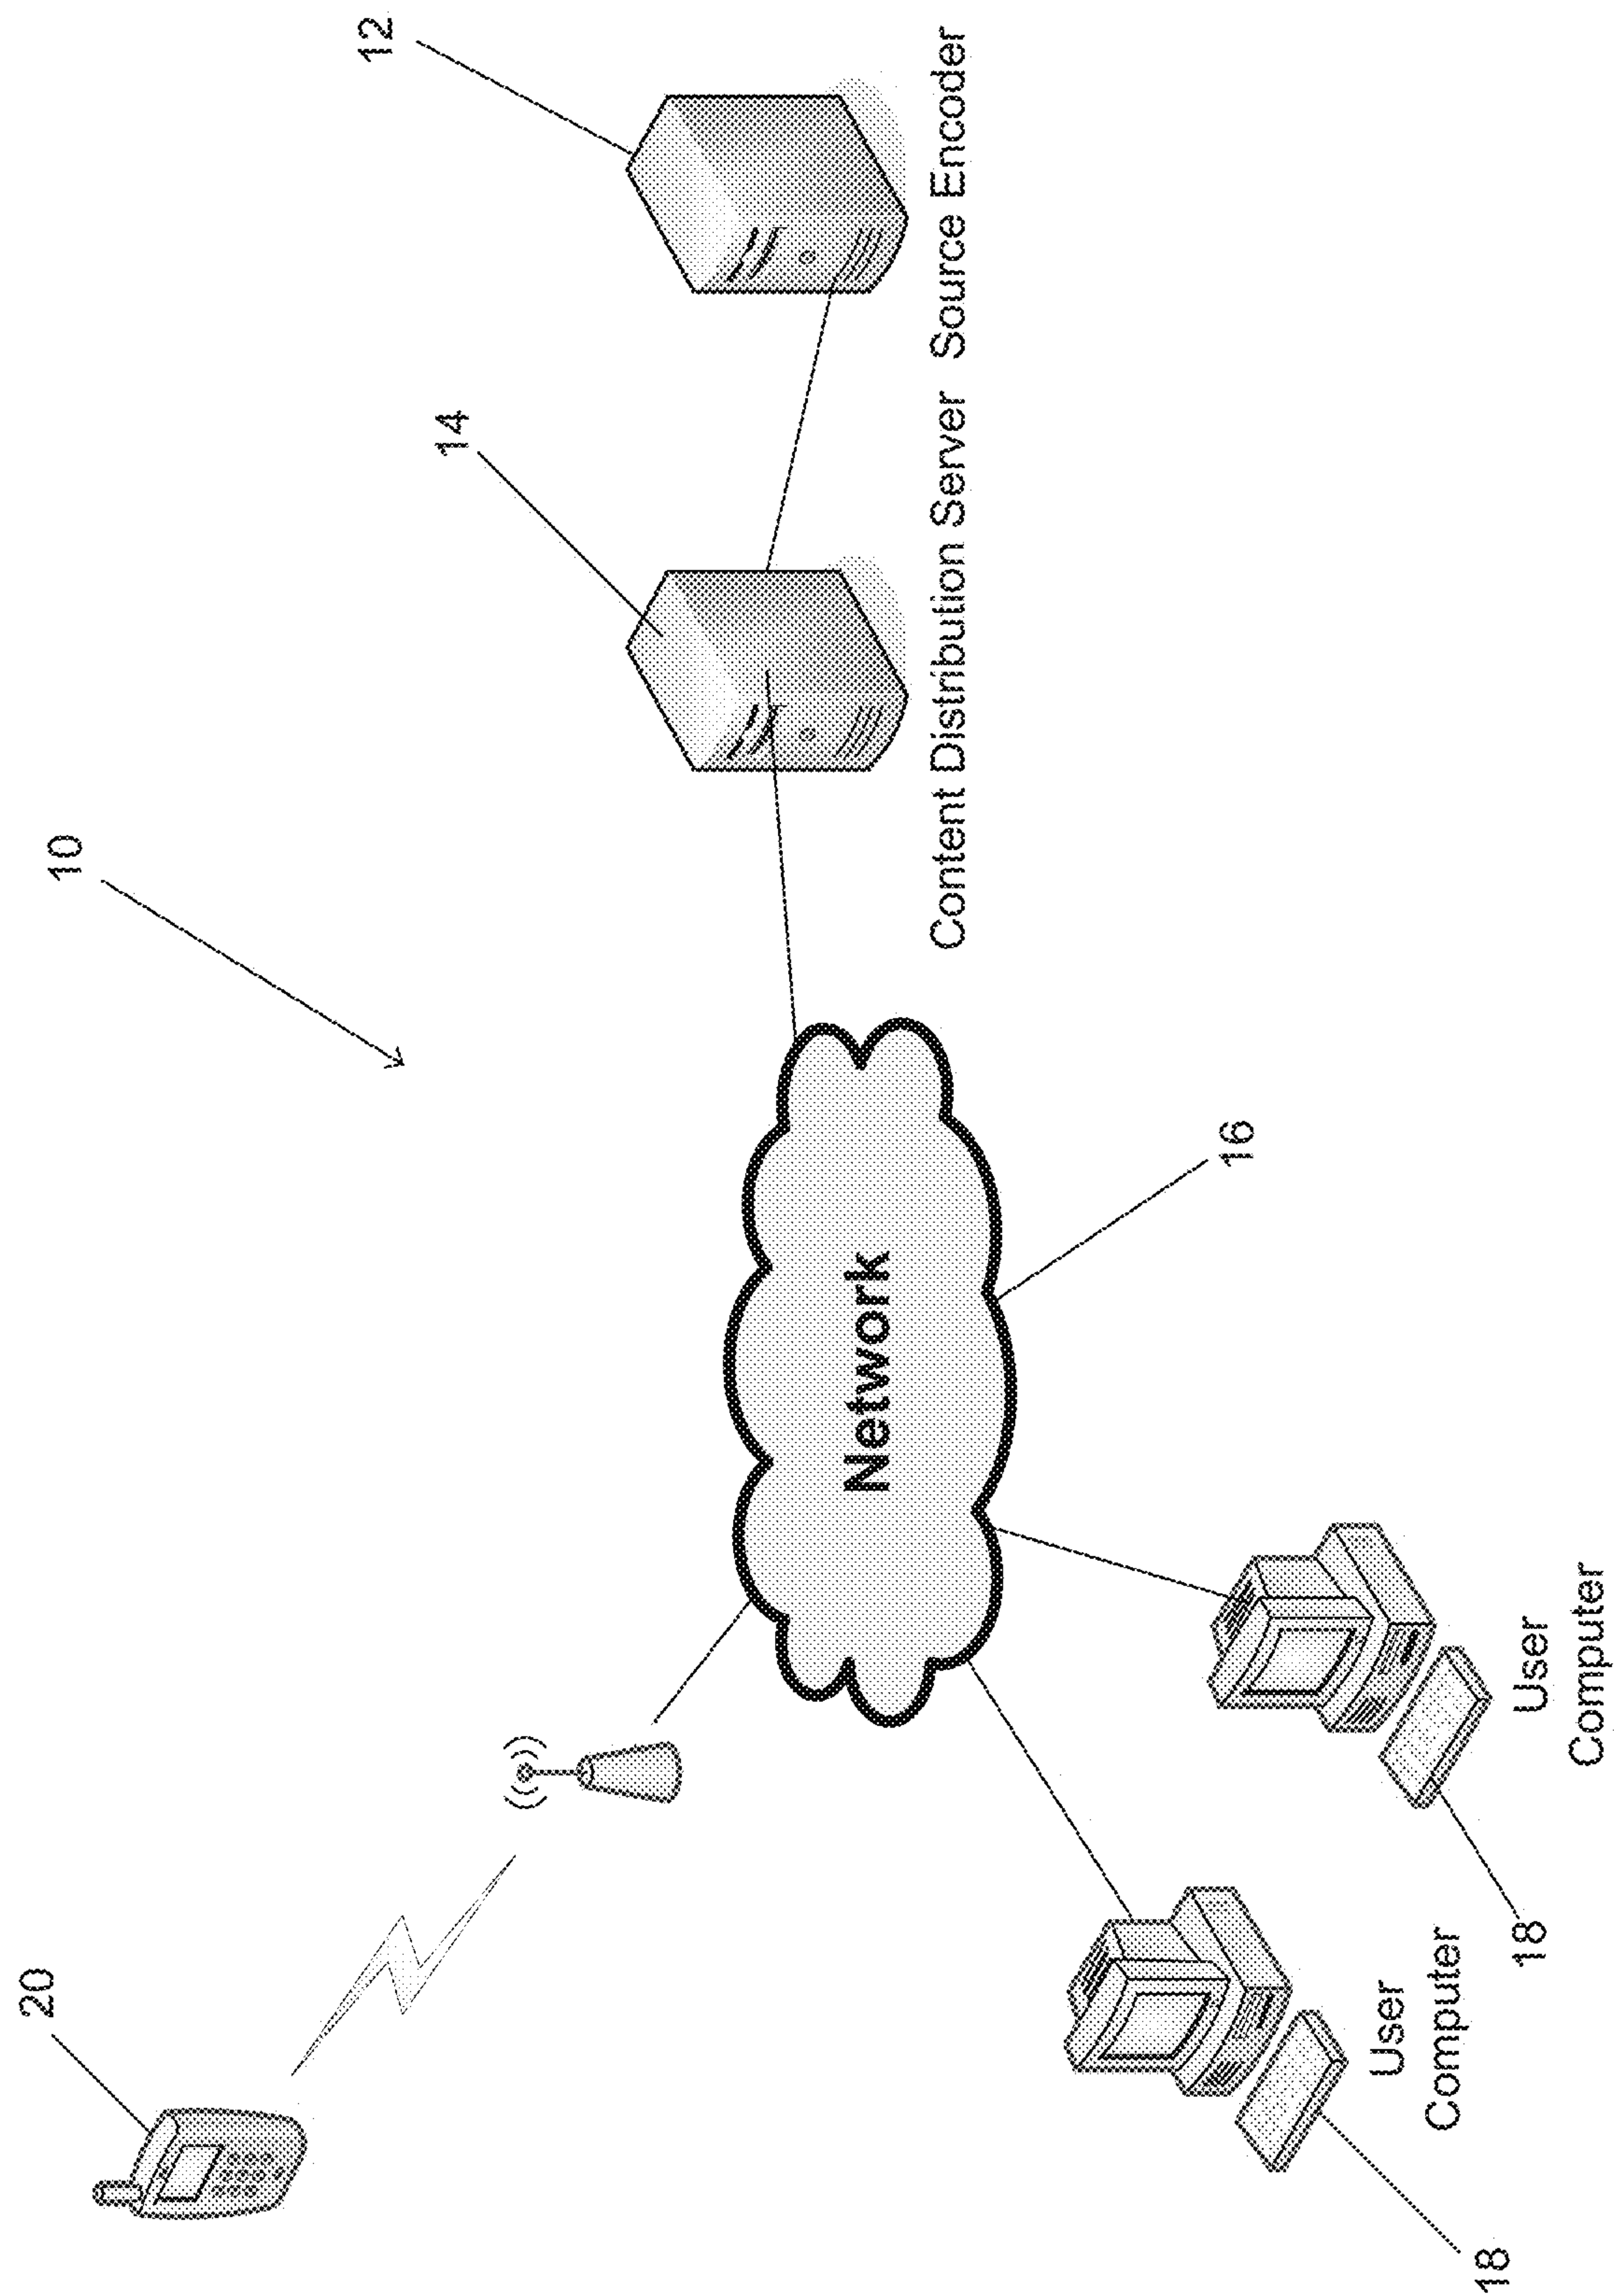 20
10
12
14
Network
Content Distribution Server
Source Encoder
16
User
Computer
18
User
Computer
18